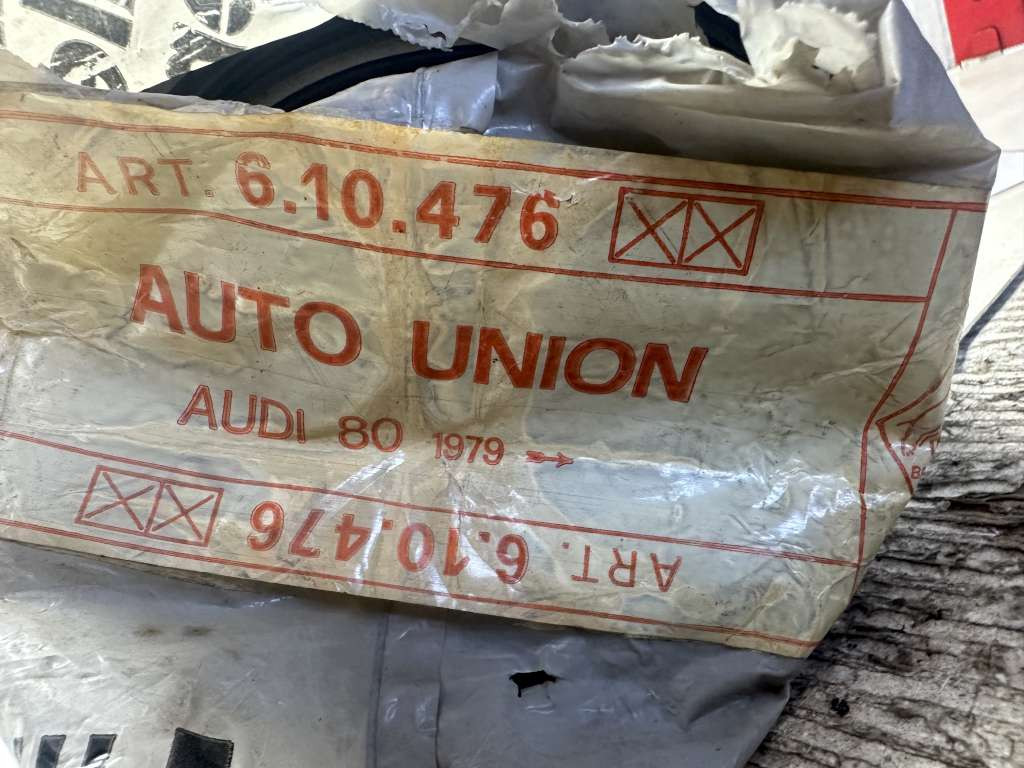 ART. 6.10.476
AUTO UNION
AUDI 80 1979 →
ART. 6.10.476